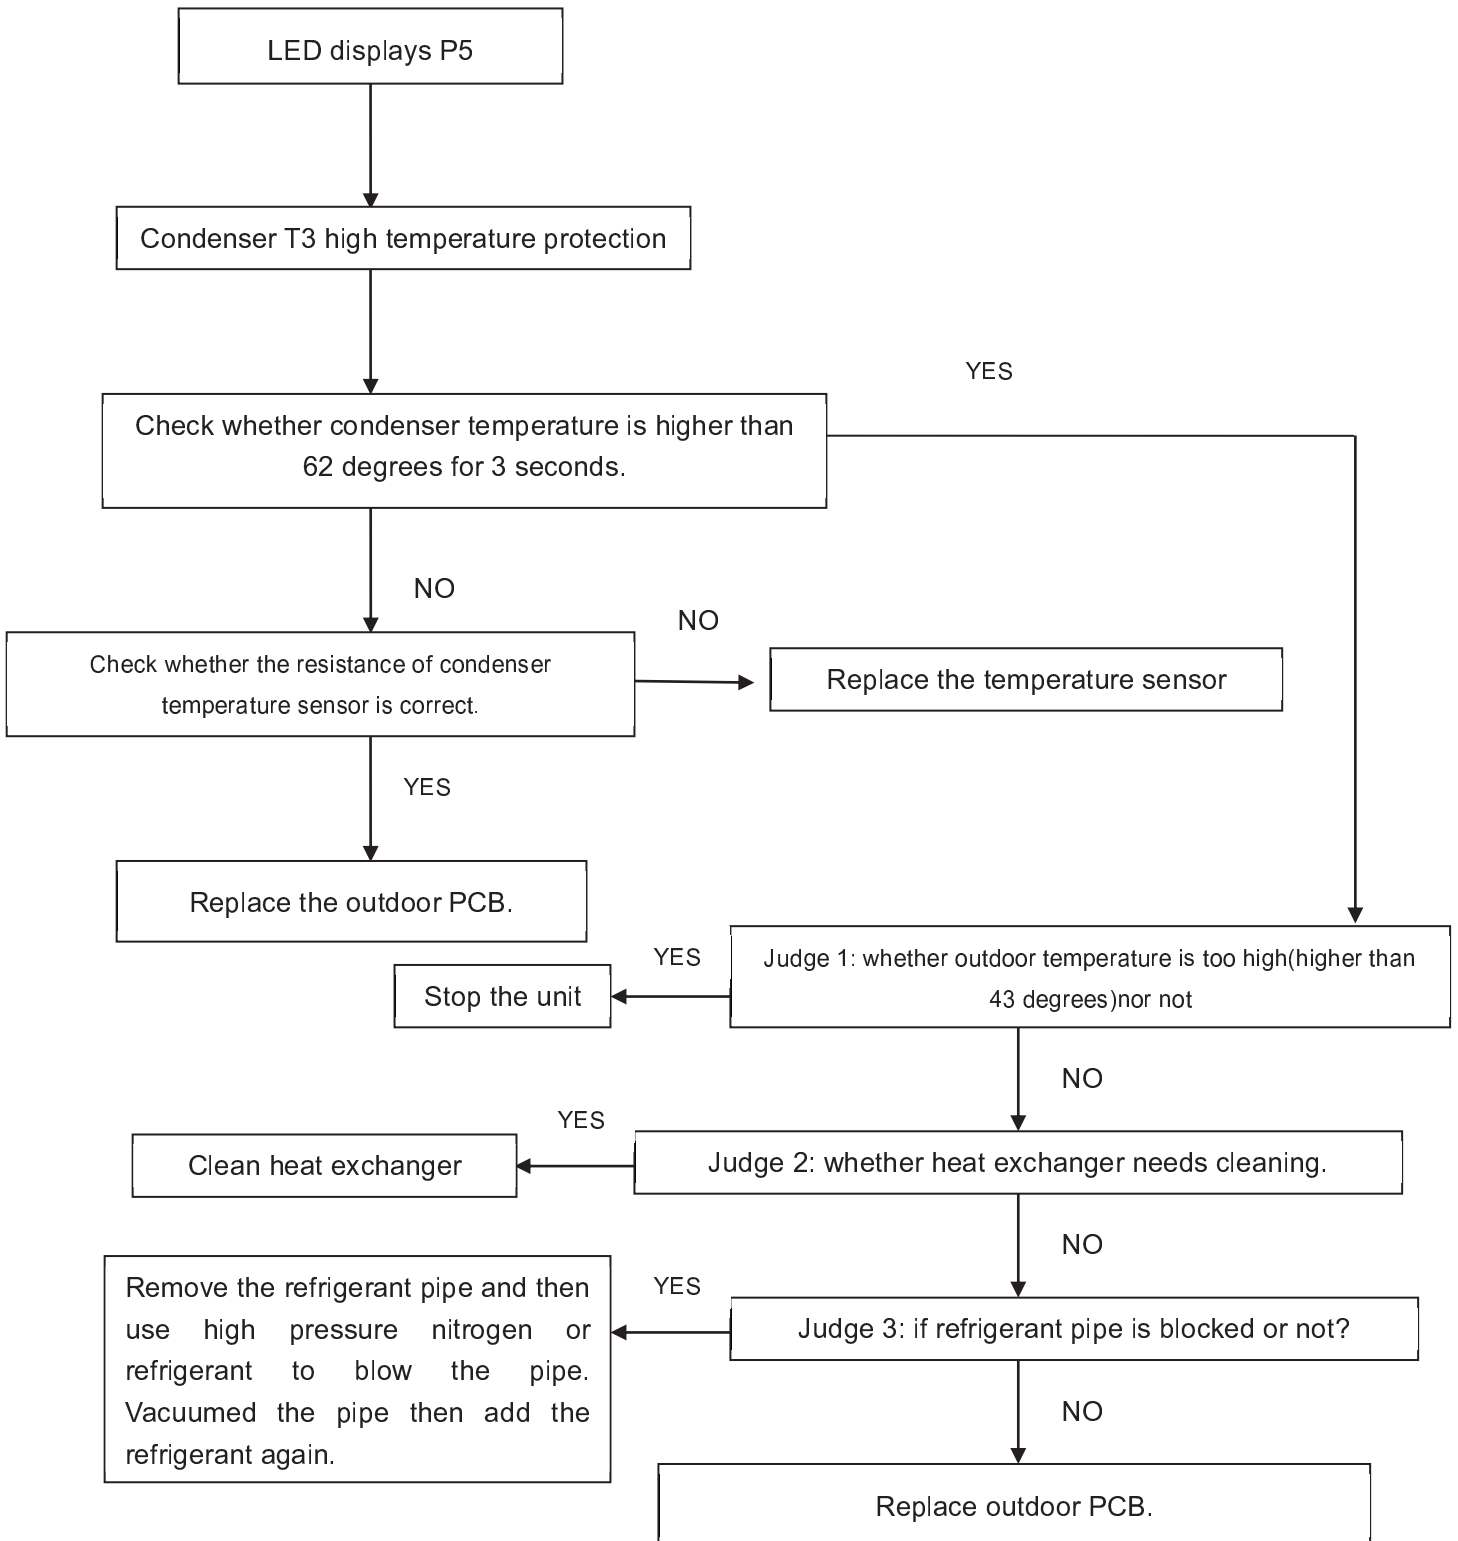 LED displays P5
Condenser T3 high temperature protection
YES
Check whether condenser temperature is higher than
62 degrees for 3 seconds.
NO
NO
Check whether the resistance of condenser
temperature sensor is correct.
Replace the temperature sensor
YES
Replace the outdoor PCB.
YES
Judge 1: whether outdoor temperature is too high(higher than
43 degrees)nor not
Stop the unit
NO
YES
Judge 2: whether heat exchanger needs cleaning.
Clean heat exchanger
NO
YES
Judge 3: if refrigerant pipe is blocked or not?
Remove the refrigerant pipe and then
use high pressure nitrogen or
refrigerant to blow the pipe.
Vacuumed the pipe then add the
refrigerant again.
NO
Replace outdoor PCB.